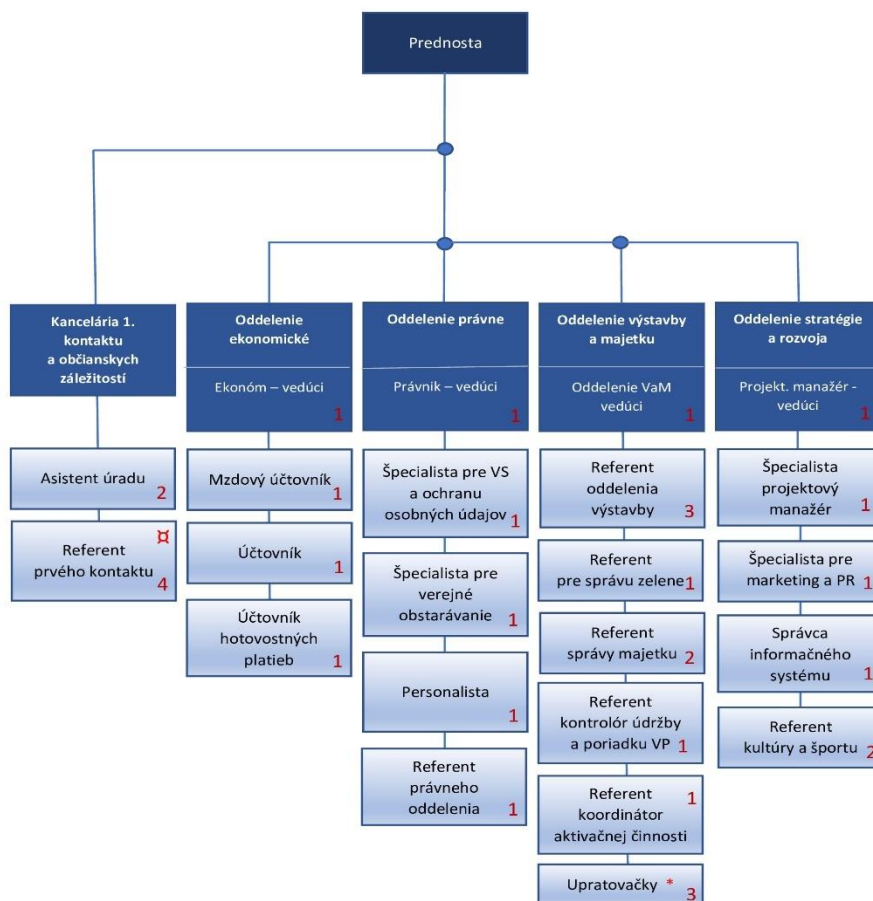 Prednosta
Kancelária 1.
kontaktu
a občianskych
záležitostí
Asistent úradu
2
¤
Referent
prvého kontaktu
4
Oddelenie
ekonomické
Ekonóm – vedúci
1
Mzdový účtovník
1
Účtovník
1
Účtovník
hotovostných
platieb
1
Oddelenie právne
Právnik – vedúci
1
Špecialista pre VS
a ochranu
osobných údajov
1
Špecialista pre
verejné
obstarávanie
1
Personalista
1
Referent
právneho
oddelenia
1
Oddelenie výstavby
a majetku
Oddelenie VaM
vedúci
1
Referent
oddelenia
výstavby
3
Referent
pre správu zelene
1
Referent
správy majetku
2
Referent
kontrolór údržby
a poriadku VP
1
Referent
koordinátor
aktivačnej činnosti
1
Upratovačky *
3
Oddelenie stratégie
a rozvoja
Projekt. manažér -
vedúci
1
Špecialista
projektový
manažér
1
Špecialista pre
marketing a PR
1
Správca
informačného
systému
1
Referent
kultúry a športu
2